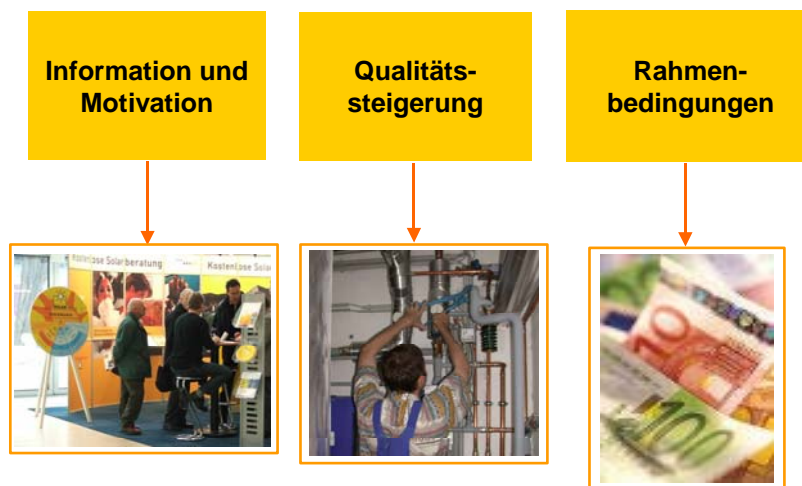 Information und
Motivation
Qualitäts-
steigerung
Rahmen-
bedingungen
Kostenlose Solarberatung
Kostenlose Solar
10
100